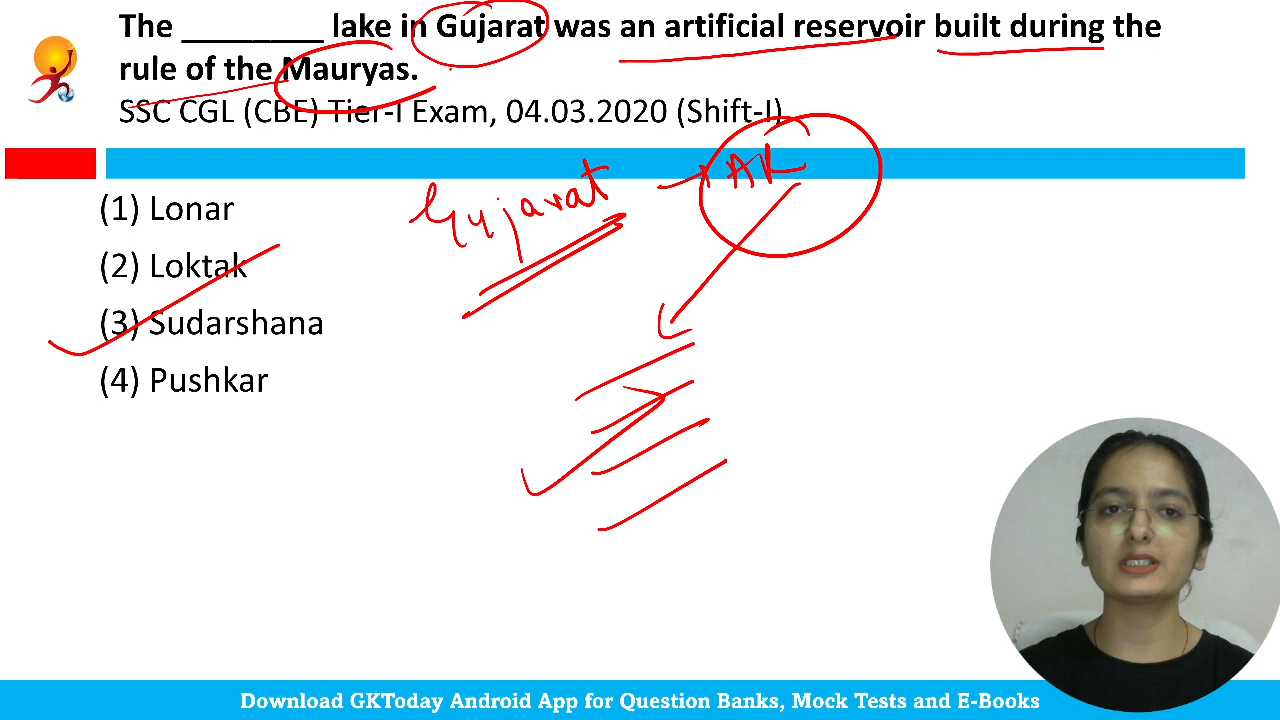 The ________ lake in Gujarat was an artificial reservoir built during the
rule of the Mauryas.
SSC CGL (CBE) Tier-I Exam, 04.03.2020 (Shift-I)
Gujarat → AR
(1) Lonar
(2) Loktak
(3) Sudarshana
(4) Pushkar
Download GKToday Android App for Question Banks, Mock Tests and E-Books